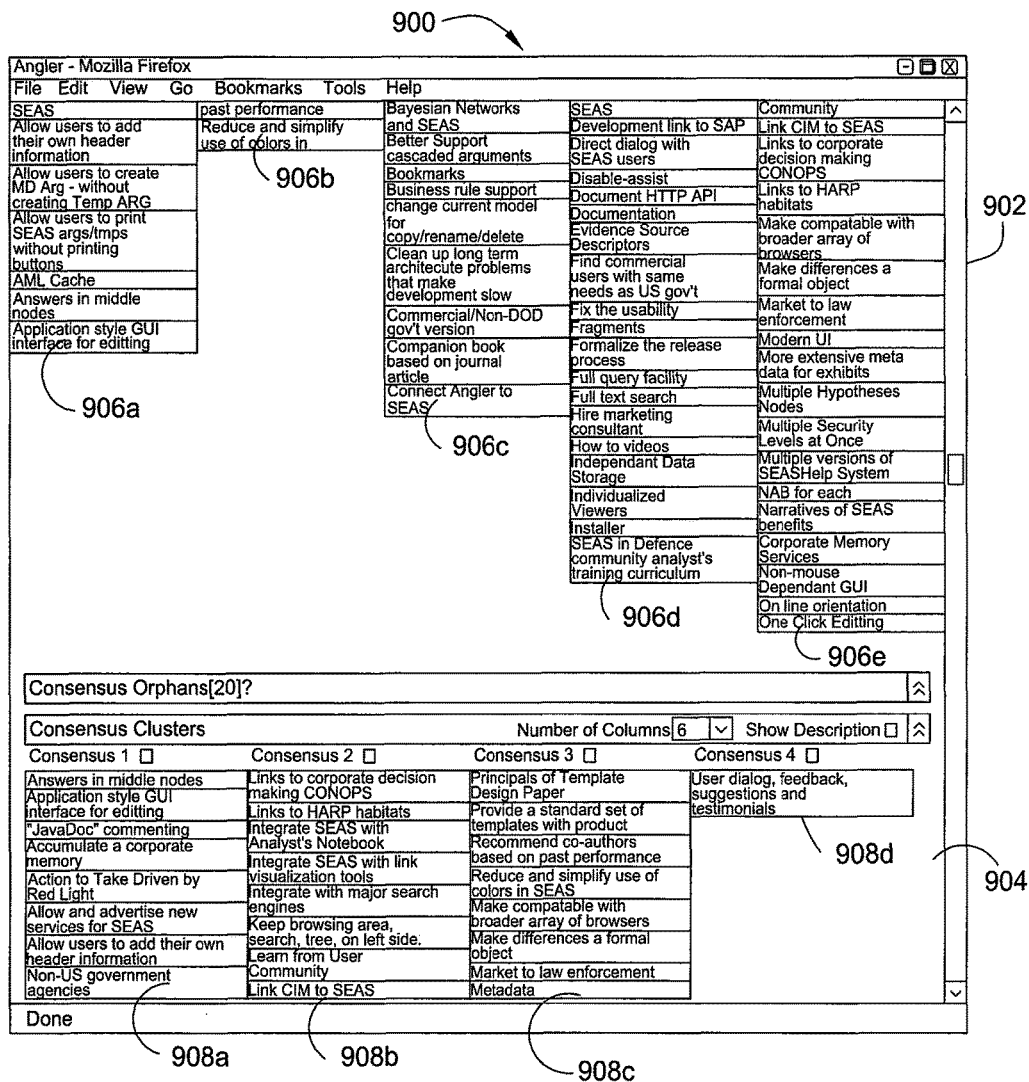 900
Angler - Mozilla Firefox
File Edit View Go Bookmarks Tools Help
SEAS
Allow users to add
their own header
information
Allow users to create
MD Arg - without
creating Temp ARG
Allow users to print
SEAS args/tmps
without printing
buttons
AML Cache
Answers in middle
nodes
Application style GUI
interface for editting
906a
past performance
Reduce and simplify
use of colors in
906b
Bayesian Networks
and SEAS
Better Support
cascaded arguments
Bookmarks
Business rule support
change current model
for
copy/rename/delete
Clean up long term
architecute problems
that make
development slow
Commercial/Non-DOD
gov't version
Companion book
based on journal
article
Connect Angler to
SEAS
906c
SEAS
Development link to SAP
Direct dialog with
SEAS users
Disable-assist
Document HTTP API
Documentation
Evidence Source
Descriptors
Find commercial
users with same
needs as US gov't
Fix the usability
Fragments
Formalize the release
process
Full query facility
Full text search
Hire marketing
consultant
How to videos
Independant Data
Storage
Individualized
Viewers
Installer
SEAS in Defence
community analyst's
training curriculum
906d
Community
Link CIM to SEAS
Links to corporate
decision making
CONOPS
Links to HARP
habitats
Make compatable with
broader array of
browsers
Make differences a
formal object
Market to law
enforcement
Modern UI
More extensive meta
data for exhibits
Multiple Hypotheses
Nodes
Multiple Security
Levels at Once
Multiple versions of
SEASHelp System
NAB for each
Narratives of SEAS
benefits
Corporate Memory
Services
Non-mouse
Dependant GUI
On line orientation
One Click Editting
906e
902
Consensus Orphans[20]?
Consensus Clusters Number of Columns 6 Show Description
Consensus 1
Answers in middle nodes
Application style GUI
interface for editting
"JavaDoc" commenting
Accumulate a corporate
memory
Action to Take Driven by
Red Light
Allow and advertise new
services for SEAS
Allow users to add their own
header information
Non-US government
agencies
908a
Consensus 2
Links to corporate decision
making CONOPS
Links to HARP habitats
Integrate SEAS with
Analyst's Notebook
Integrate SEAS with link
visualization tools
Integrate with major search
engines
Keep browsing area,
search, tree, on left side.
Learn from User
Community
Link CIM to SEAS
908b
Consensus 3
Principals of Template
Design Paper
Provide a standard set of
templates with product
Recommend co-authors
based on past performance
Reduce and simplify use of
colors in SEAS
Make compatable with
broader array of browsers
Make differences a formal
object
Market to law enforcement
Metadata
908c
Consensus 4
User dialog, feedback,
suggestions and
testimonials
908d
904
Done